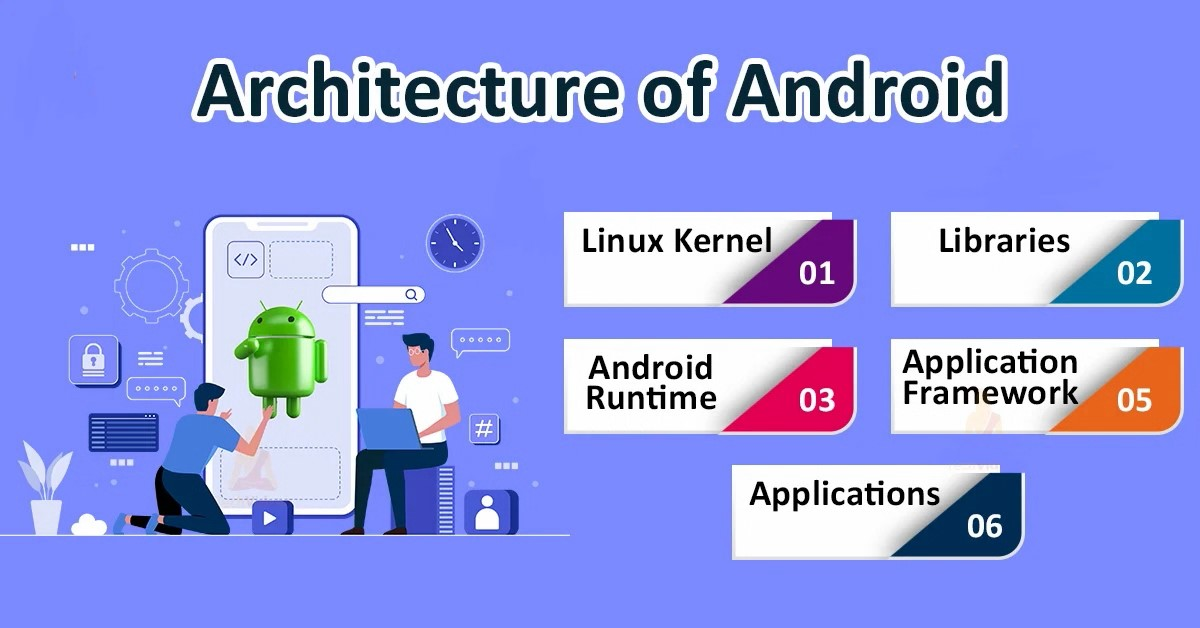 Architecture of Android
Linux Kernel
01
Libraries
02
Android
Runtime
03
Application
Framework
05
Applications
06
</>
#